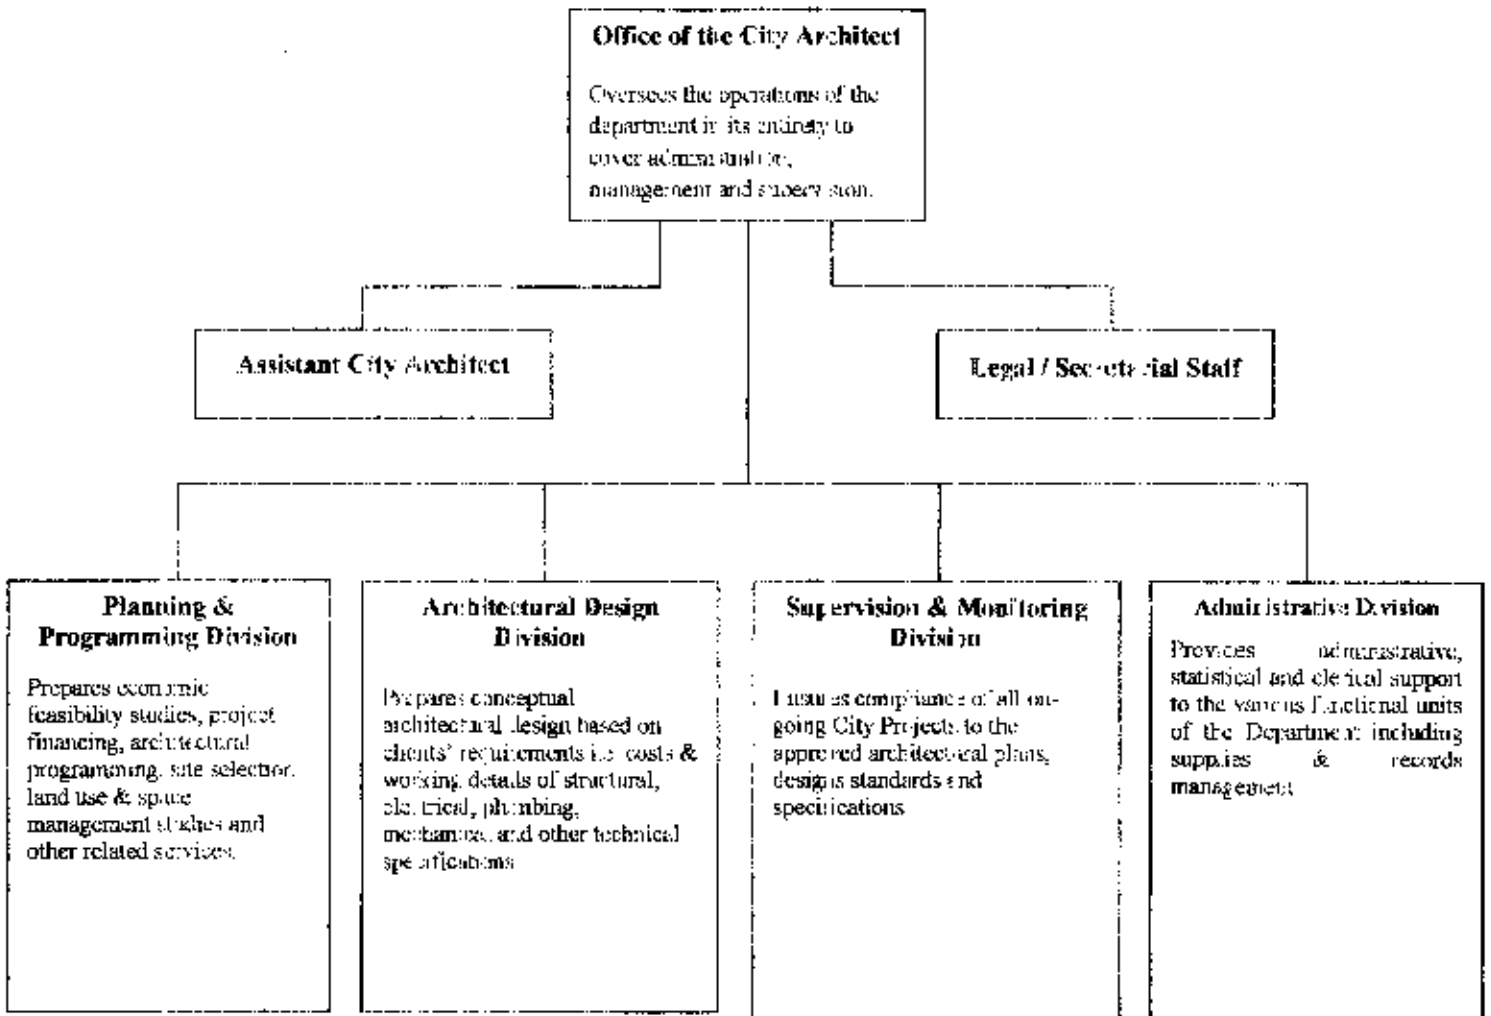 Office of the City Architect
Oversees the operations of the
department in its entirety to
cover administration,
management and supervision.
Assistant City Architect
Legal / Secretarial Staff
Planning &
Programming Division
Prepares economic
feasibility studies, project
financing, architectural
programming, site selection,
land use & space
management studies and
other related services.
Architectural Design
Division
Prepares conceptual
architectural design based on
clients' requirements i.e. costs &
working details of structural,
electrical, plumbing,
mechanical and other technical
specifications
Supervision & Monitoring
Division
Ensures compliance of all on-
going City Projects to the
approved architectural plans,
designs standards and
specifications
Administrative Division
Provides administrative,
statistical and clerical support
to the various functional units
of the Department including
supplies & records
management